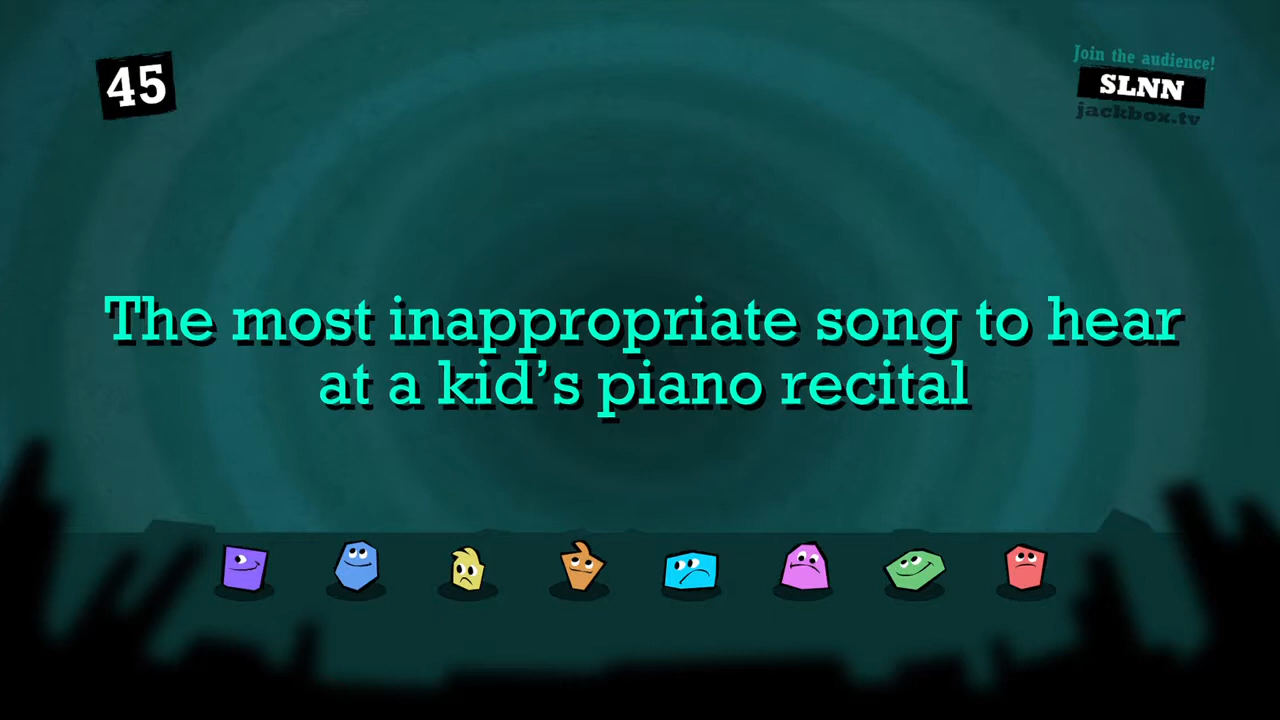 45
Join the audience!
SLNN
jackbox.tv
The most inappropriate song to hear
at a kid's piano recital